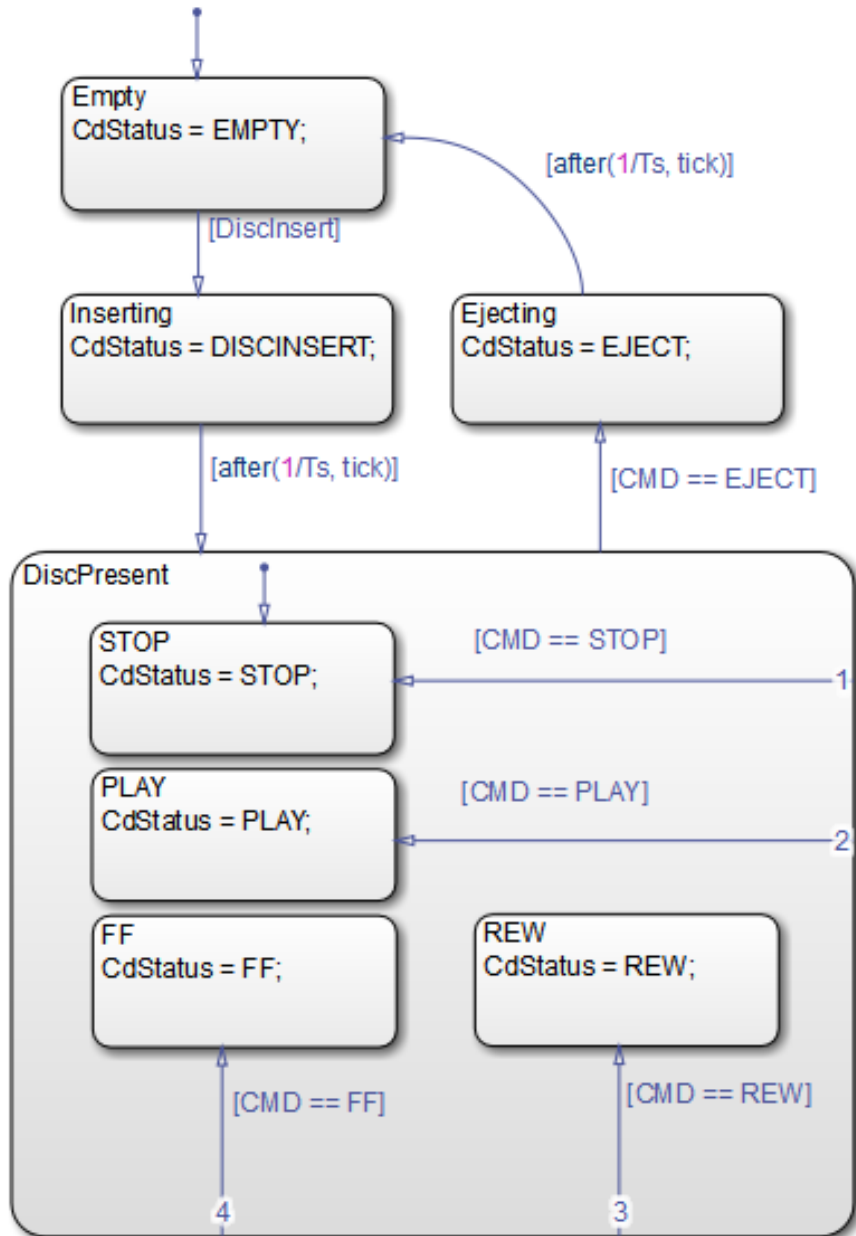 Empty
CdStatus = EMPTY;
[after(1/Ts, tick)]
[DiscInsert]
Inserting
CdStatus = DISCINSERT;
Ejecting
CdStatus = EJECT;
[after(1/Ts, tick)]
[CMD == EJECT]
DiscPresent
STOP
CdStatus = STOP;
[CMD == STOP]
1
PLAY
CdStatus = PLAY;
[CMD == PLAY]
2
FF
CdStatus = FF;
REW
CdStatus = REW;
[CMD == FF]
[CMD == REW]
4
3